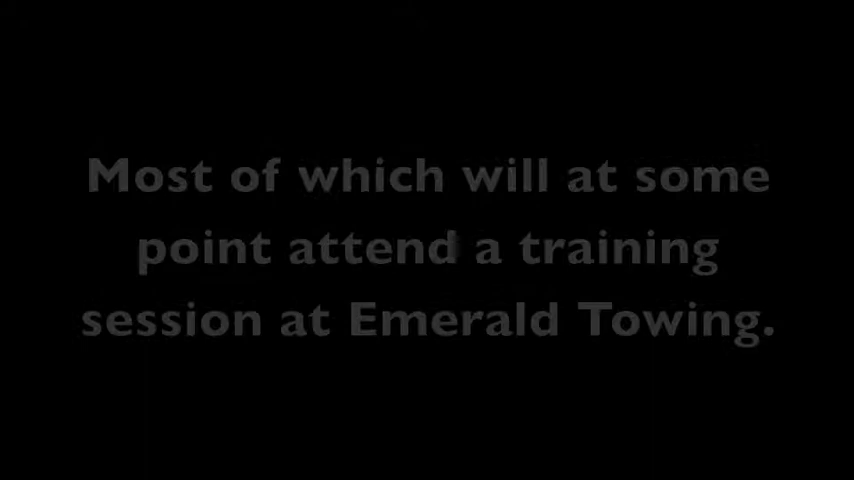 Most of which will at some
point attend a training
session at Emerald Towing.